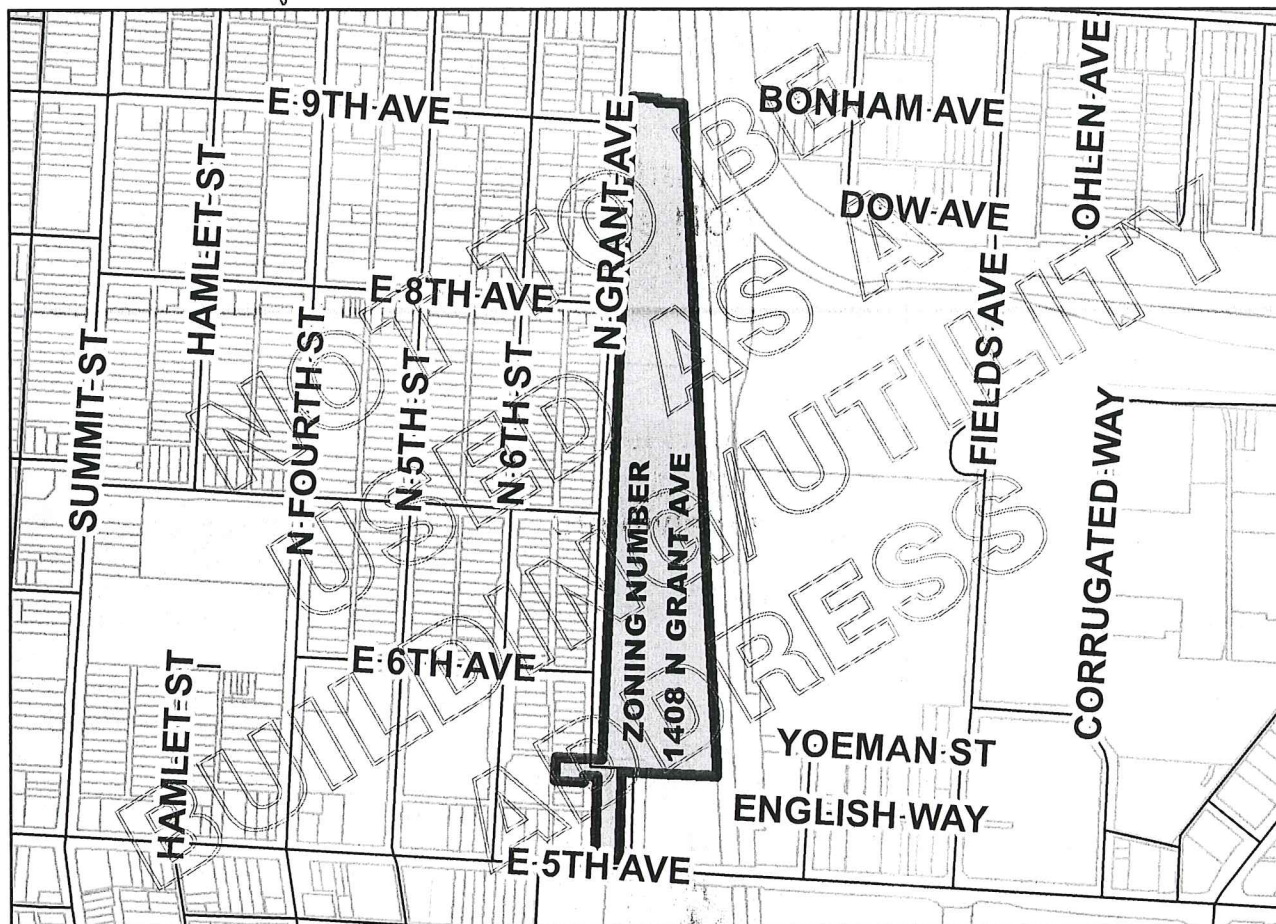 E 9TH AVE
BONHAM AVE
OHLEN AVE
HAMLET ST
N GRANT AVE
DOW AVE
E 8TH AVE
SUMMIT ST
N FOURTH ST
N 5TH ST
N 6TH ST
FIELDS AVE
CORRUGATED WAY
ZONING NUMBER
1408 N GRANT AVE
E 6TH AVE
HAMLET ST
YOEMAN ST
ENGLISH WAY
E 5TH AVE
NOT TO BE
USED AS A
BUILDING/UTILITY
ADDRESS